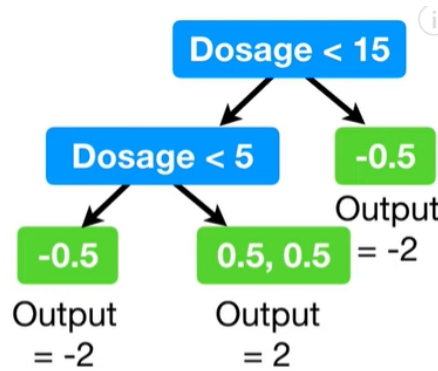 Dosage < 15
Dosage < 5
-0.5
Output
= -2
-0.5
Output
= -2
0.5, 0.5
Output
= 2